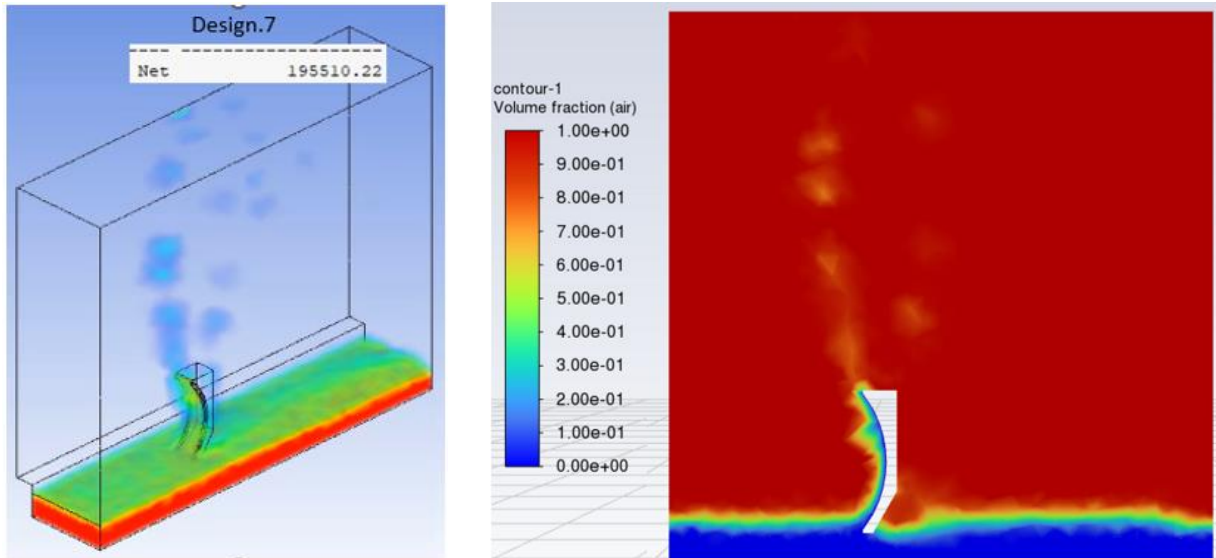 Design.7
---- --------------------
Net 195510.22
contour-1
Volume fraction (air)
1.00e+00
9.00e-01
8.00e-01
7.00e-01
6.00e-01
5.00e-01
4.00e-01
3.00e-01
2.00e-01
1.00e-01
0.00e+00